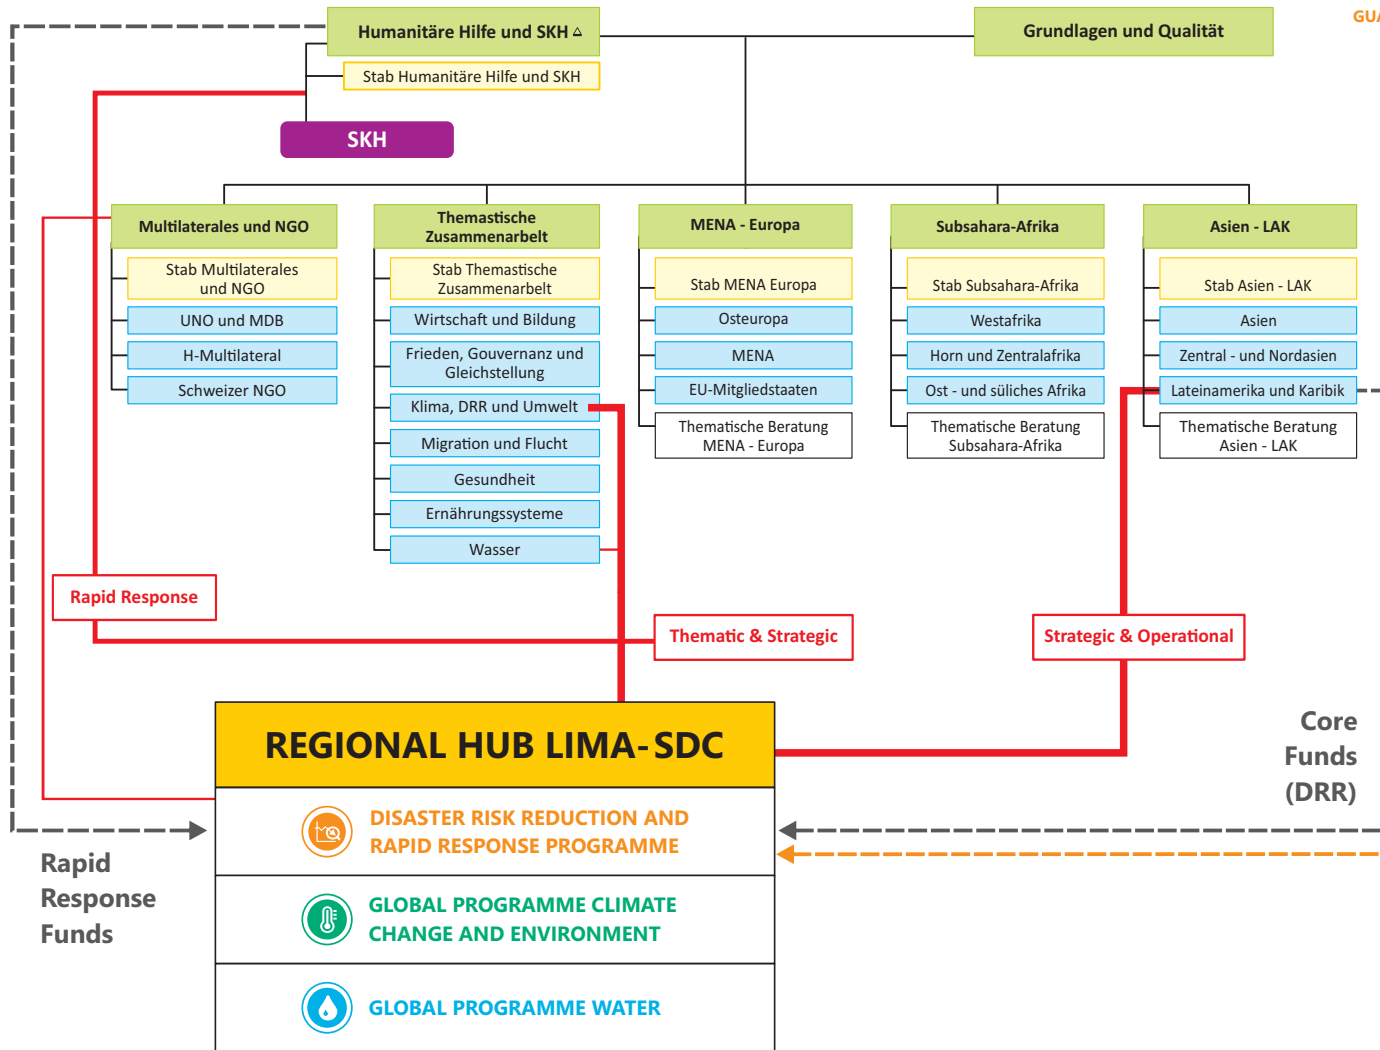 Humanitäre Hilfe und SKH
Grundlagen und Qualität
GUA
Stab Humanitäre Hilfe und SKH
SKH
Multilaterales und NGO
Stab Multilaterales
und NGO
UNO und MDB
H-Multilateral
Schweizer NGO
Themastische
Zusammenarbelt
Stab Themastische
Zusammenarbelt
Wirtschaft und Bildung
Frieden, Gouvernanz und
Gleichstellung
Klima, DRR und Umwelt
Migration und Flucht
Gesundheit
Ernährungssysteme
Wasser
MENA - Europa
Stab MENA Europa
Osteuropa
MENA
EU-Mitgliedstaaten
Thematische Beratung
MENA - Europa
Subsahara-Afrika
Stab Subsahara-Afrika
Westafrika
Horn und Zentralafrika
Ost - und süliches Afrika
Thematische Beratung
Subsahara-Afrika
Asien - LAK
Stab Asien - LAK
Asien
Zentral - und Nordasien
Lateinamerika und Karibik
Thematische Beratung
Asien - LAK
Rapid Response
Thematic & Strategic
Strategic & Operational
REGIONAL HUB LIMA-SDC
DISASTER RISK REDUCTION AND
RAPID RESPONSE PROGRAMME
GLOBAL PROGRAMME CLIMATE
CHANGE AND ENVIRONMENT
GLOBAL PROGRAMME WATER
Rapid
Response
Funds
Core
Funds
(DRR)